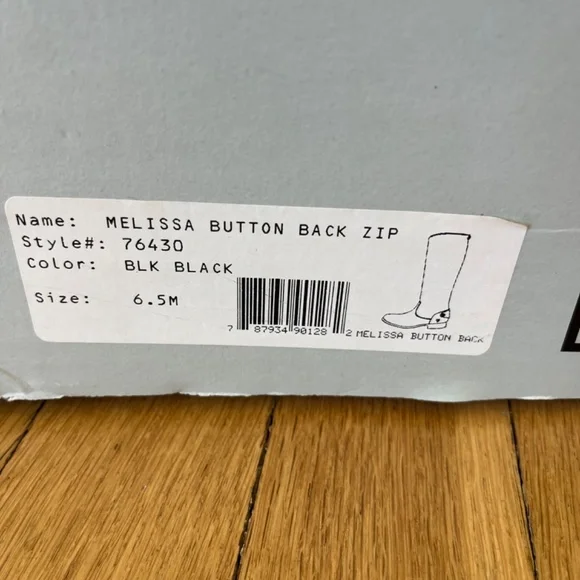 Name: MELISSA BUTTON BACK ZIP
Style#: 76430
Color: BLK BLACK
Size: 6.5M
7 87934 90128 2 MELISSA BUTTON BACK